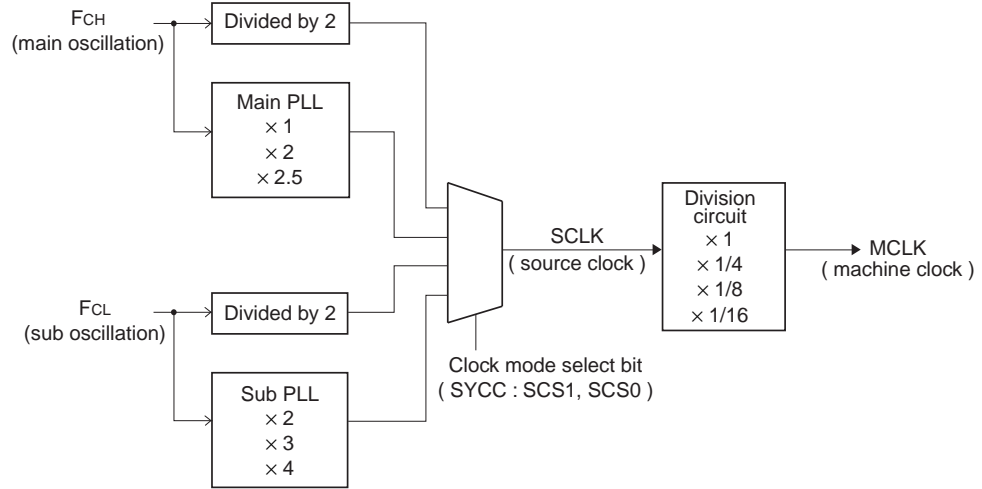 FCH
(main oscillation)
Divided by 2
Main PLL
× 1
× 2
× 2.5
FCL
(sub oscillation)
Divided by 2
Sub PLL
× 2
× 3
× 4
Clock mode select bit
( SYCC : SCS1, SCS0 )
SCLK
( source clock )
Division
circuit
× 1
× 1/4
× 1/8
× 1/16
MCLK
( machine clock )